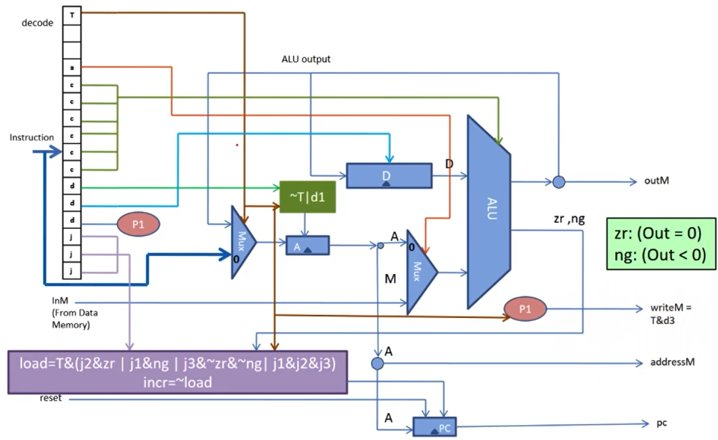 decode
T
ALU output
a
c
c
c
Instruction
c
c
c
d
d
d
P1
j
j
j
~T|d1
D
D
ALU
outM
zr ,ng
zr: (Out = 0)
ng: (Out < 0)
Mux
0
A
A
0
Mux
M
InM
(From Data
Memory)
P1
writeM =
T&d3
load=T&(j2&zr | j1&ng | j3&~zr&~ng| j1&j2&j3)
incr=~load
A
addressM
reset
A
PC
pc